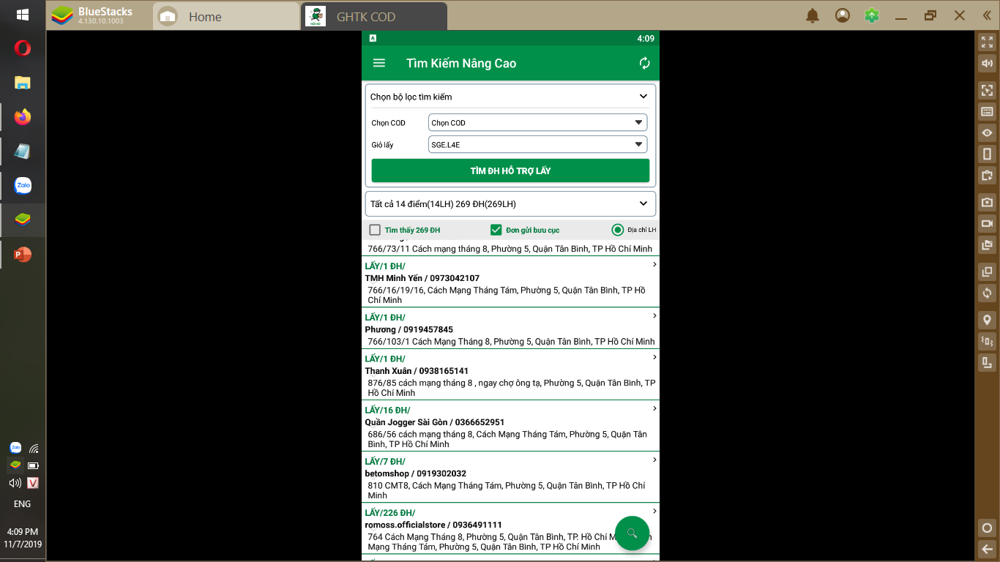 BlueStacks
4.130.10.1003
Home
GHTK COD
4:09
Tìm Kiếm Nâng Cao
Chọn bộ lọc tìm kiếm
Chọn COD
Chọn COD
Giỏ lấy
SGE.L4E
TÌM ĐH HỖ TRỢ LẤY
Tất cả 14 điểm(14LH) 269 ĐH(269LH)
Tìm thấy 269 ĐH
Đơn gửi bưu cục
Địa chỉ LH
766/73/11 Cách mạng tháng 8, Phường 5, Quận Tân Bình, TP Hồ Chí Minh
LẤY/1 ĐH/
TMH Minh Yến / 0973042107
766/16/19/16, Cách Mạng Tháng Tám, Phường 5, Quận Tân Bình, TP Hồ
Chí Minh
LẤY/1 ĐH/
Phương / 0919457845
766/103/1 Cách Mạng Tháng 8, Phường 5, Quận Tân Bình, TP Hồ Chí Minh
LẤY/1 ĐH/
Thanh Xuân / 0938165141
876/85 cách mạng tháng 8 , ngay chợ ông tạ, Phường 5, Quận Tân Bình, TP
Hồ Chí Minh
LẤY/16 ĐH/
Quần Jogger Sài Gòn / 0366652951
686/56 cách mạng tháng 8, Cách Mạng Tháng Tám, Phường 5, Quận Tân
Bình, TP Hồ Chí Minh
LẤY/7 ĐH/
betomshop / 0919302032
810 CMT8, Cách Mạng Tháng Tám, Phường 5, Quận Tân Bình, TP Hồ Chí
Minh
LẤY/226 ĐH/
romoss.officialstore / 0936491111
764 Cách Mạng Tháng 8, Phường 5, Quận Tân Bình, TP. Hồ Chí
Mạng Tháng Tám, Phường 5, Quận Tân Bình, TP Hồ Chí Minh
Zalo
Zalo
ENG
4:09 PM
11/7/2019